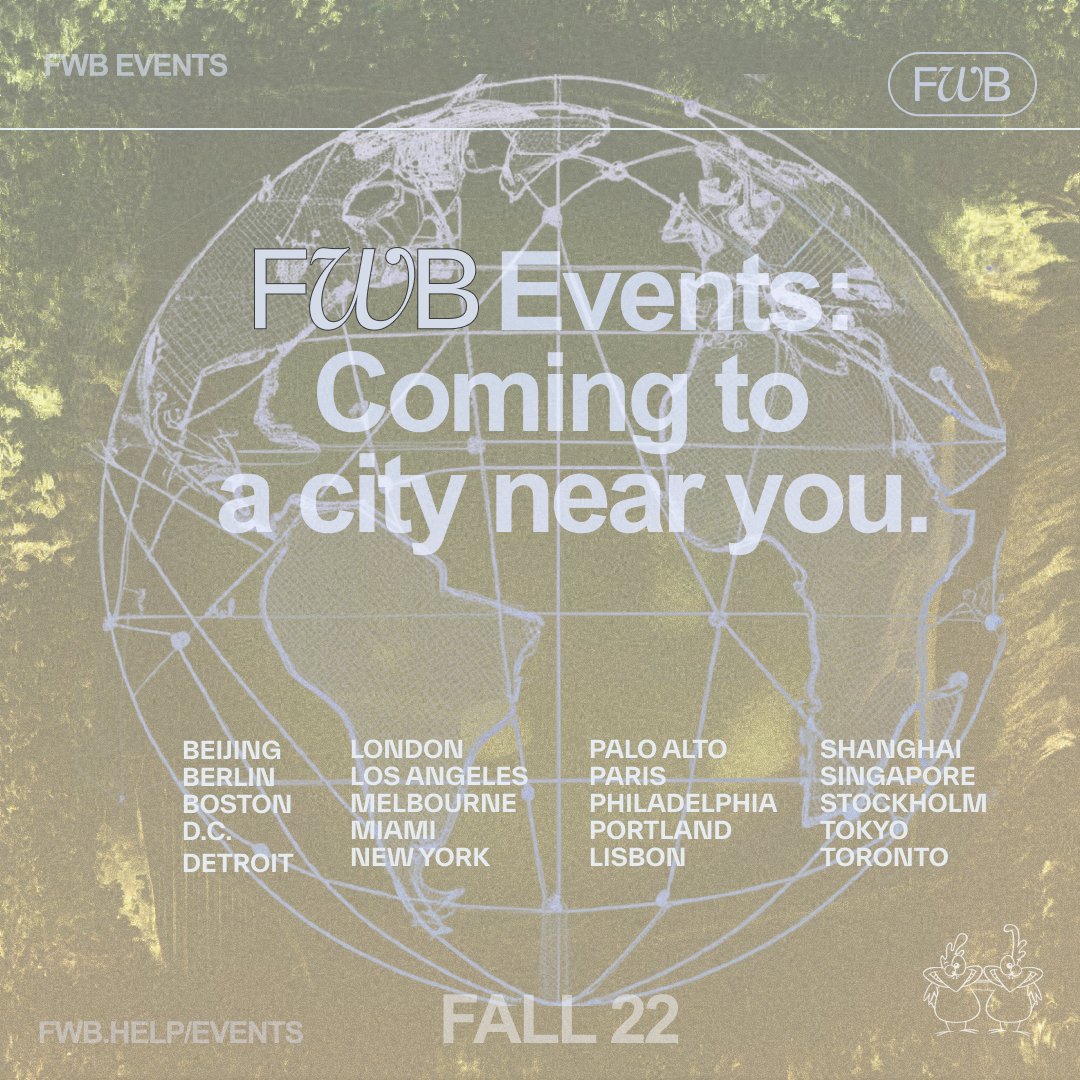 FWB EVENTS
FWB
FWB Events:
Coming to
a city near you.
BEIJING
BERLIN
BOSTON
D.C.
DETROIT
LONDON
LOS ANGELES
MELBOURNE
MIAMI
NEW YORK
PALO ALTO
PARIS
PHILADELPHIA
PORTLAND
LISBON
SHANGHAI
SINGAPORE
STOCKHOLM
TOKYO
TORONTO
FWB.HELP/EVENTS
FALL 22